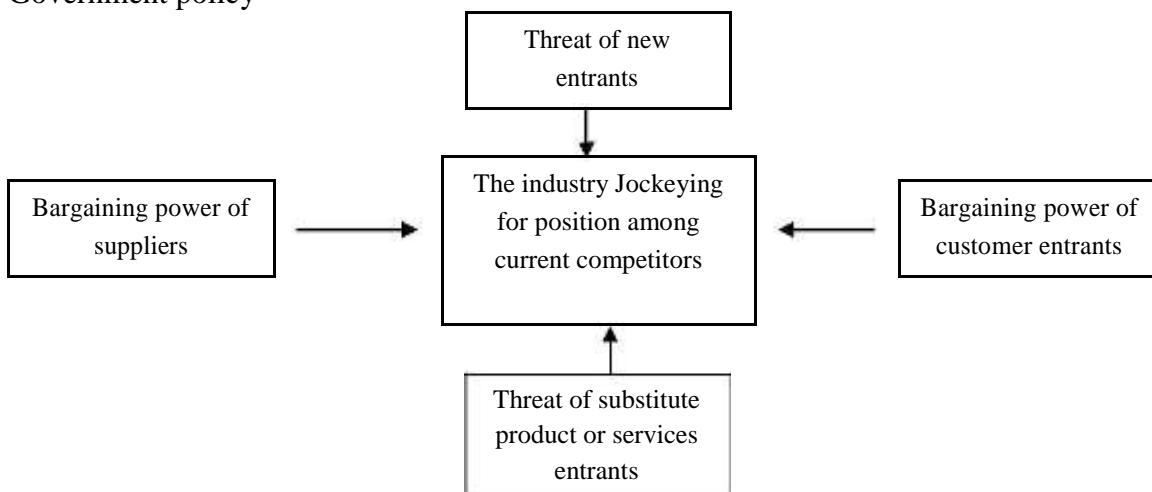 Government policy
Threat of new
entrants
Bargaining power of
suppliers
The industry Jockeying
for position among
current competitors
Bargaining power of
customer entrants
Threat of substitute
product or services
entrants